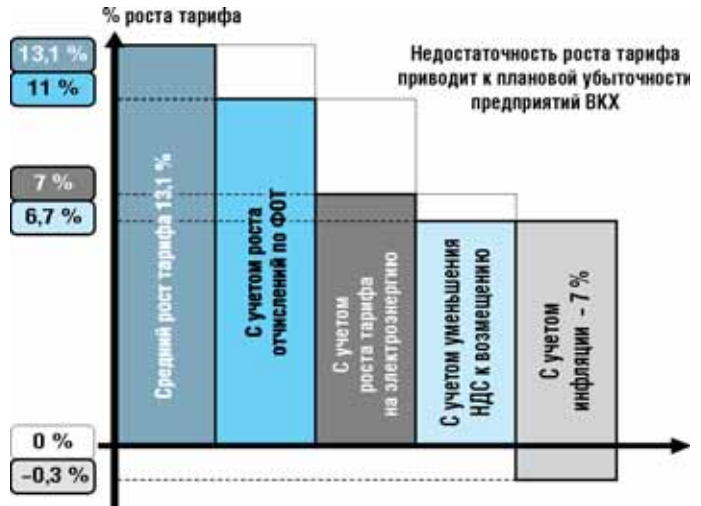 % роста тарифа
13,1 %
11 %
7 %
6,7 %
0 %
–0,3 %
Недостаточность роста тарифа
приводит к плановой убыточности
предприятий ВКХ
Средний рост тарифа 13,1 %
С учетом роста
отчислений по ФОТ
С учетом
роста тарифа
на электроэнергию
С учетом уменьшения
НДС к возмещению
С учетом
инфляции - 7 %